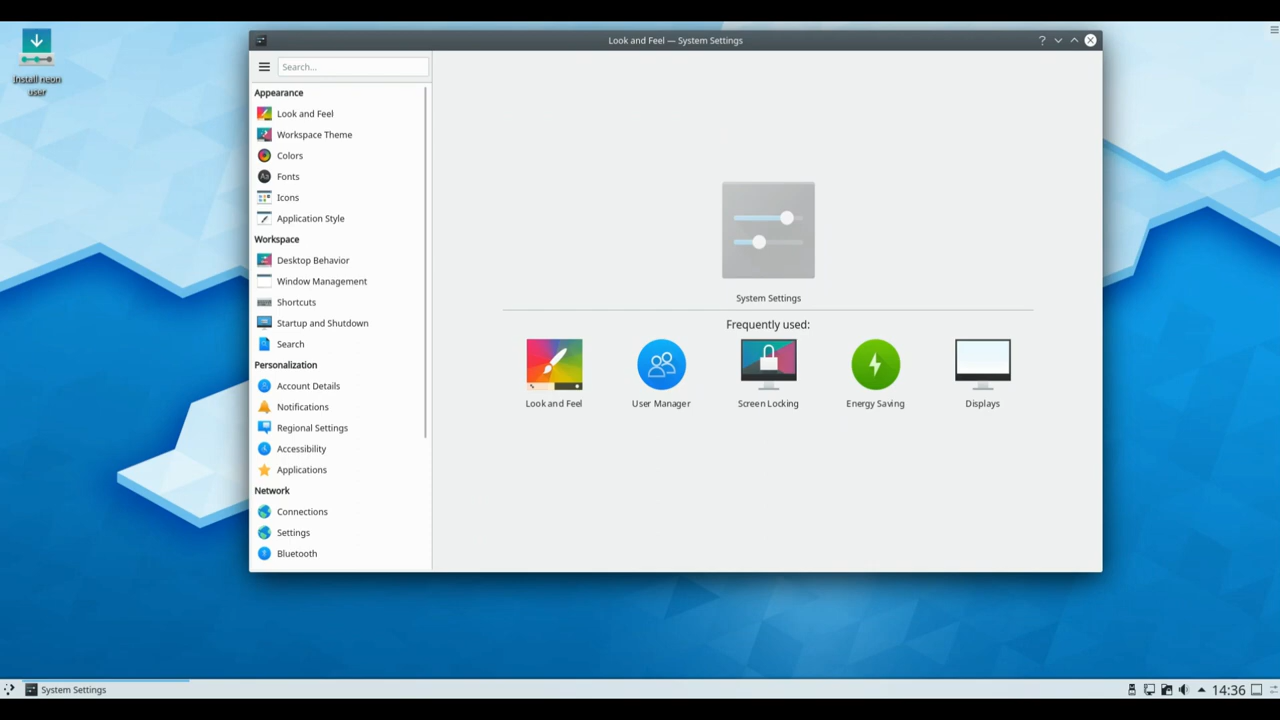 Install neon
user
Look and Feel — System Settings
Search...
Appearance
Look and Feel
Workspace Theme
Colors
Fonts
Icons
Application Style
Workspace
Desktop Behavior
Window Management
Shortcuts
Startup and Shutdown
Search
Personalization
Account Details
Notifications
Regional Settings
Accessibility
Applications
Network
Connections
Settings
Bluetooth
System Settings
Frequently used:
Look and Feel
User Manager
Screen Locking
Energy Saving
Displays
System Settings
14:36